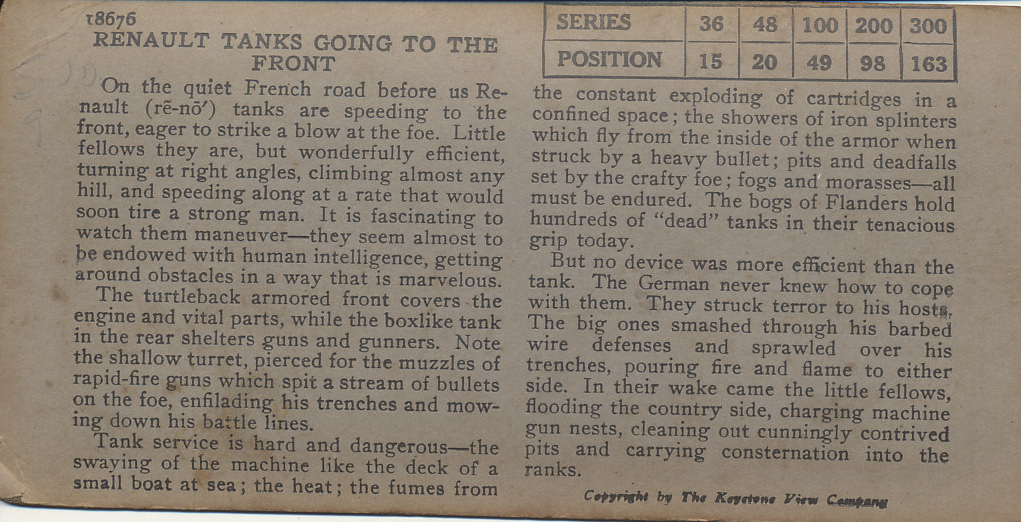 18676
RENAULT TANKS GOING TO THE
FRONT
On the quiet French road before us Re-
nault (rĕ-nō′) tanks are speeding to the
front, eager to strike a blow at the foe. Little
fellows they are, but wonderfully efficient,
turning at right angles, climbing almost any
hill, and speeding along at a rate that would
soon tire a strong man. It is fascinating to
watch them maneuver—they seem almost to
be endowed with human intelligence, getting
around obstacles in a way that is marvelous.
The turtleback armored front covers the
engine and vital parts, while the boxlike tank
in the rear shelters guns and gunners. Note
the shallow turret, pierced for the muzzles of
rapid-fire guns which spit a stream of bullets
on the foe, enfilading his trenches and mow-
ing down his battle lines.
Tank service is hard and dangerous—the
swaying of the machine like the deck of a
small boat at sea; the heat; the fumes from
SERIES 36 48 100 200 300
POSITION 15 20 49 98 163
the constant exploding of cartridges in a
confined space; the showers of iron splinters
which fly from the inside of the armor when
struck by a heavy bullet; pits and deadfalls
set by the crafty foe; fogs and morasses—all
must be endured. The bogs of Flanders hold
hundreds of "dead" tanks in their tenacious
grip today.
But no device was more efficient than the
tank. The German never knew how to cope
with them. They struck terror to his hosts.
The big ones smashed through his barbed
wire defenses and sprawled over his
trenches, pouring fire and flame to either
side. In their wake came the little fellows,
flooding the country side, charging machine
gun nests, cleaning out cunningly contrived
pits and carrying consternation into the
ranks.
Copyright by The Keystone View Company